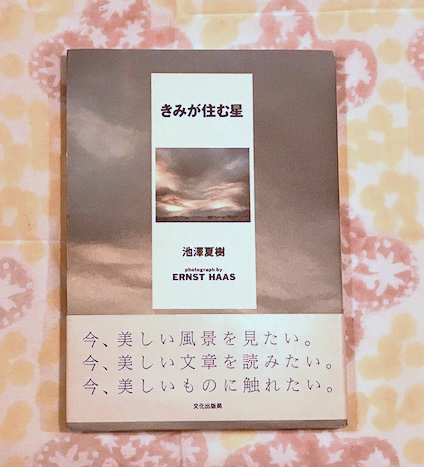 きみが住む星
池澤夏樹
photograph by
ERNST HAAS
今、美しい風景を見たい。
今、美しい文章を読みたい。
今、美しいものに触れたい。
文化出版局